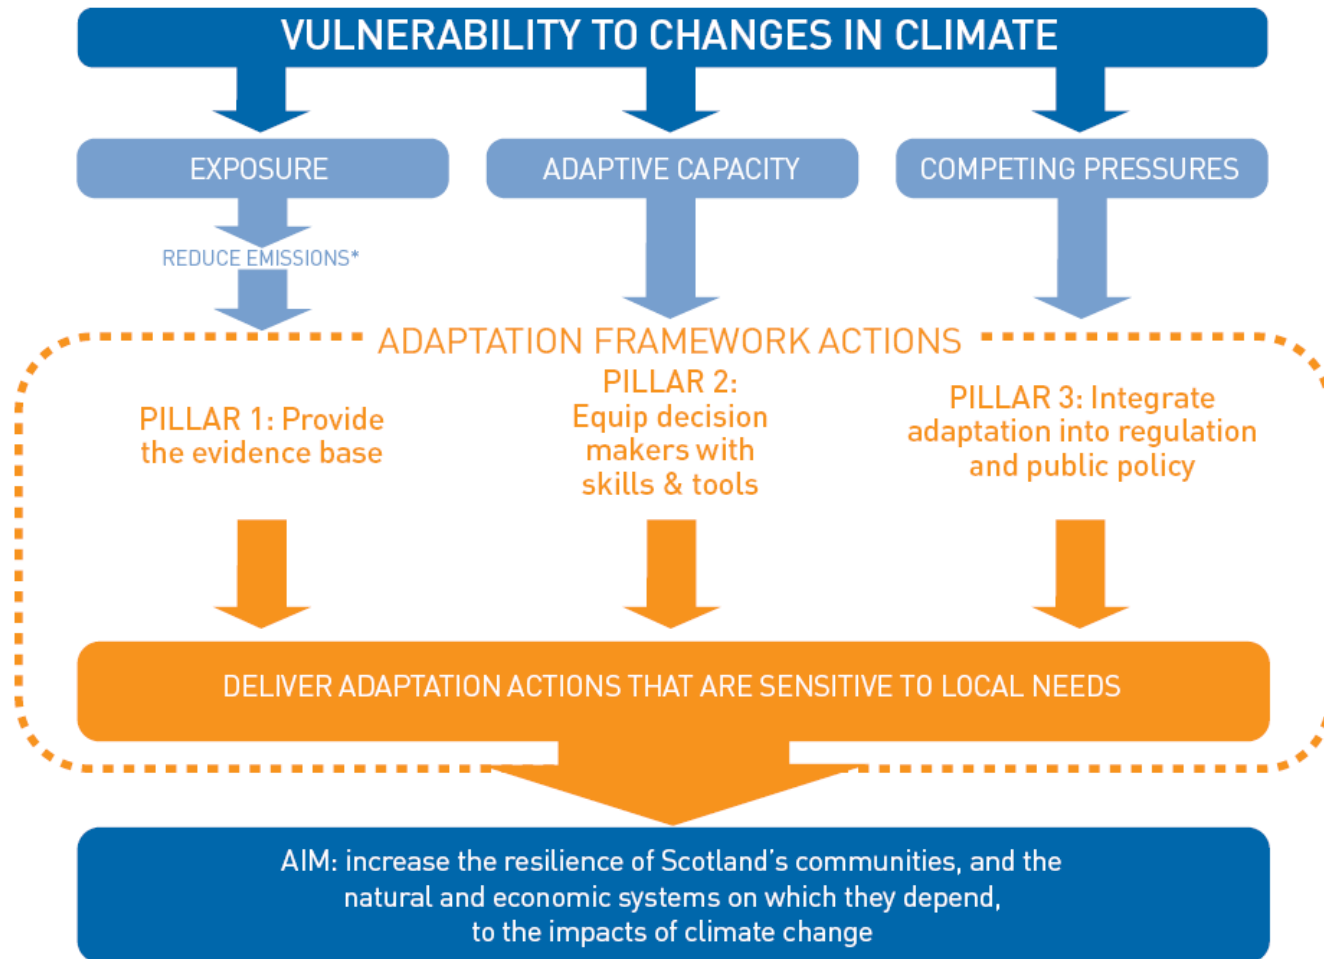 VULNERABILITY TO CHANGES IN CLIMATE
EXPOSURE
ADAPTIVE CAPACITY
COMPETING PRESSURES
REDUCE EMISSIONS*
ADAPTATION FRAMEWORK ACTIONS
PILLAR 1: Provide
the evidence base
PILLAR 2:
Equip decision
makers with
skills & tools
PILLAR 3: Integrate
adaptation into regulation
and public policy
DELIVER ADAPTATION ACTIONS THAT ARE SENSITIVE TO LOCAL NEEDS
AIM: increase the resilience of Scotland’s communities, and the
natural and economic systems on which they depend,
to the impacts of climate change